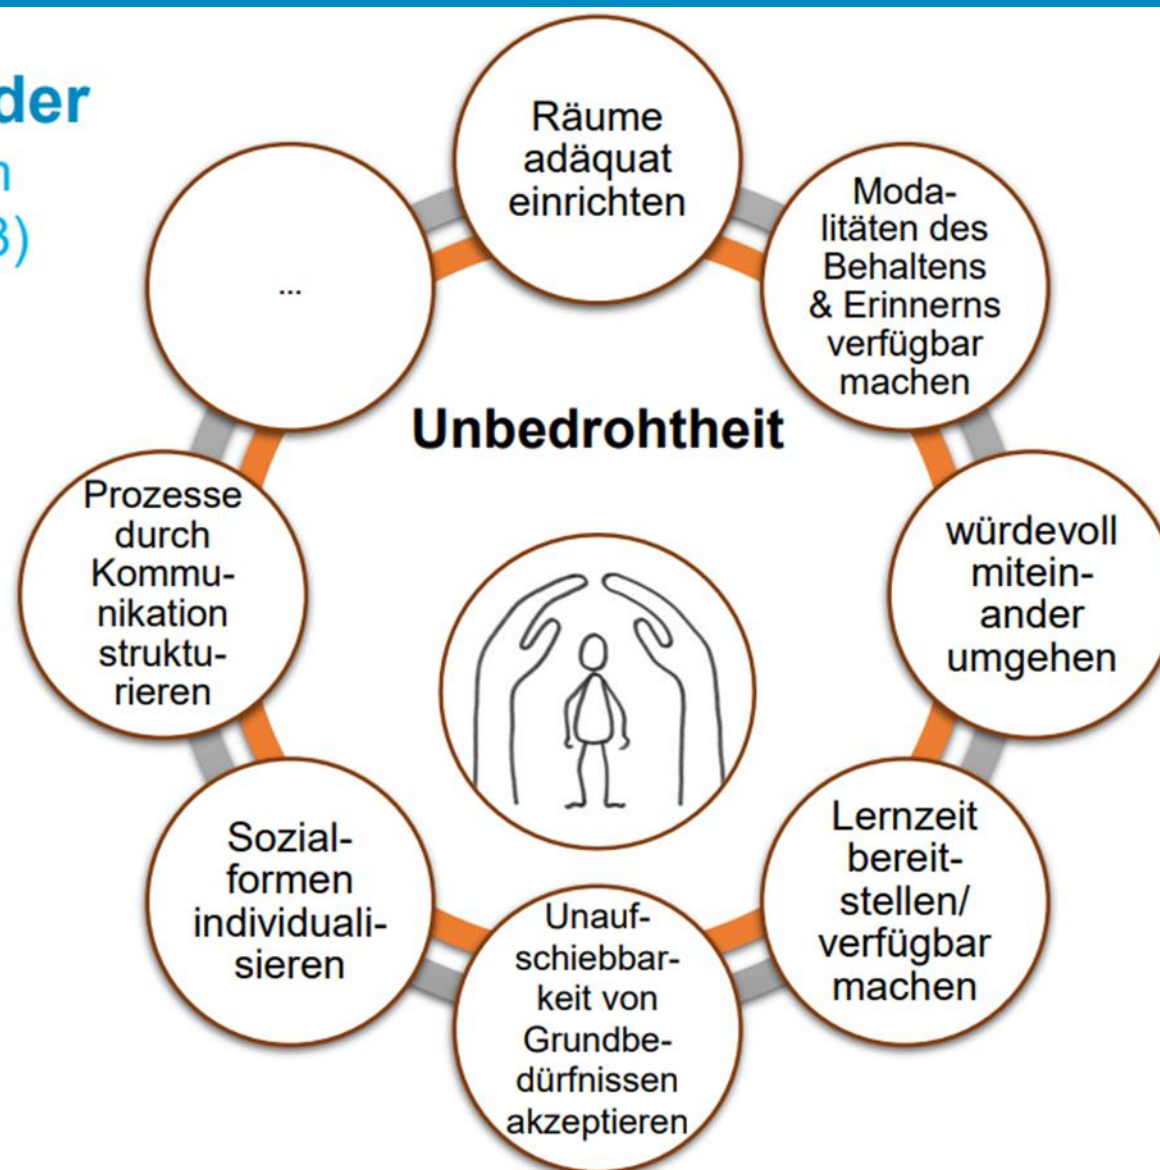 der
n
3)
Räume
adäquat
einrichten
Moda-
litäten des
Behaltens
& Erinnerns
verfügbar
machen
...
Unbedrohtheit
würdevoll
mitein-
ander
umgehen
Prozesse
durch
Kommu-
nikation
struktu-
rieren
Lernzeit
bereit-
stellen/
verfügbar
machen
Sozial-
formen
individuali-
sieren
Unauf-
schiebbar-
keit von
Grundbe-
dürfnissen
akzeptieren